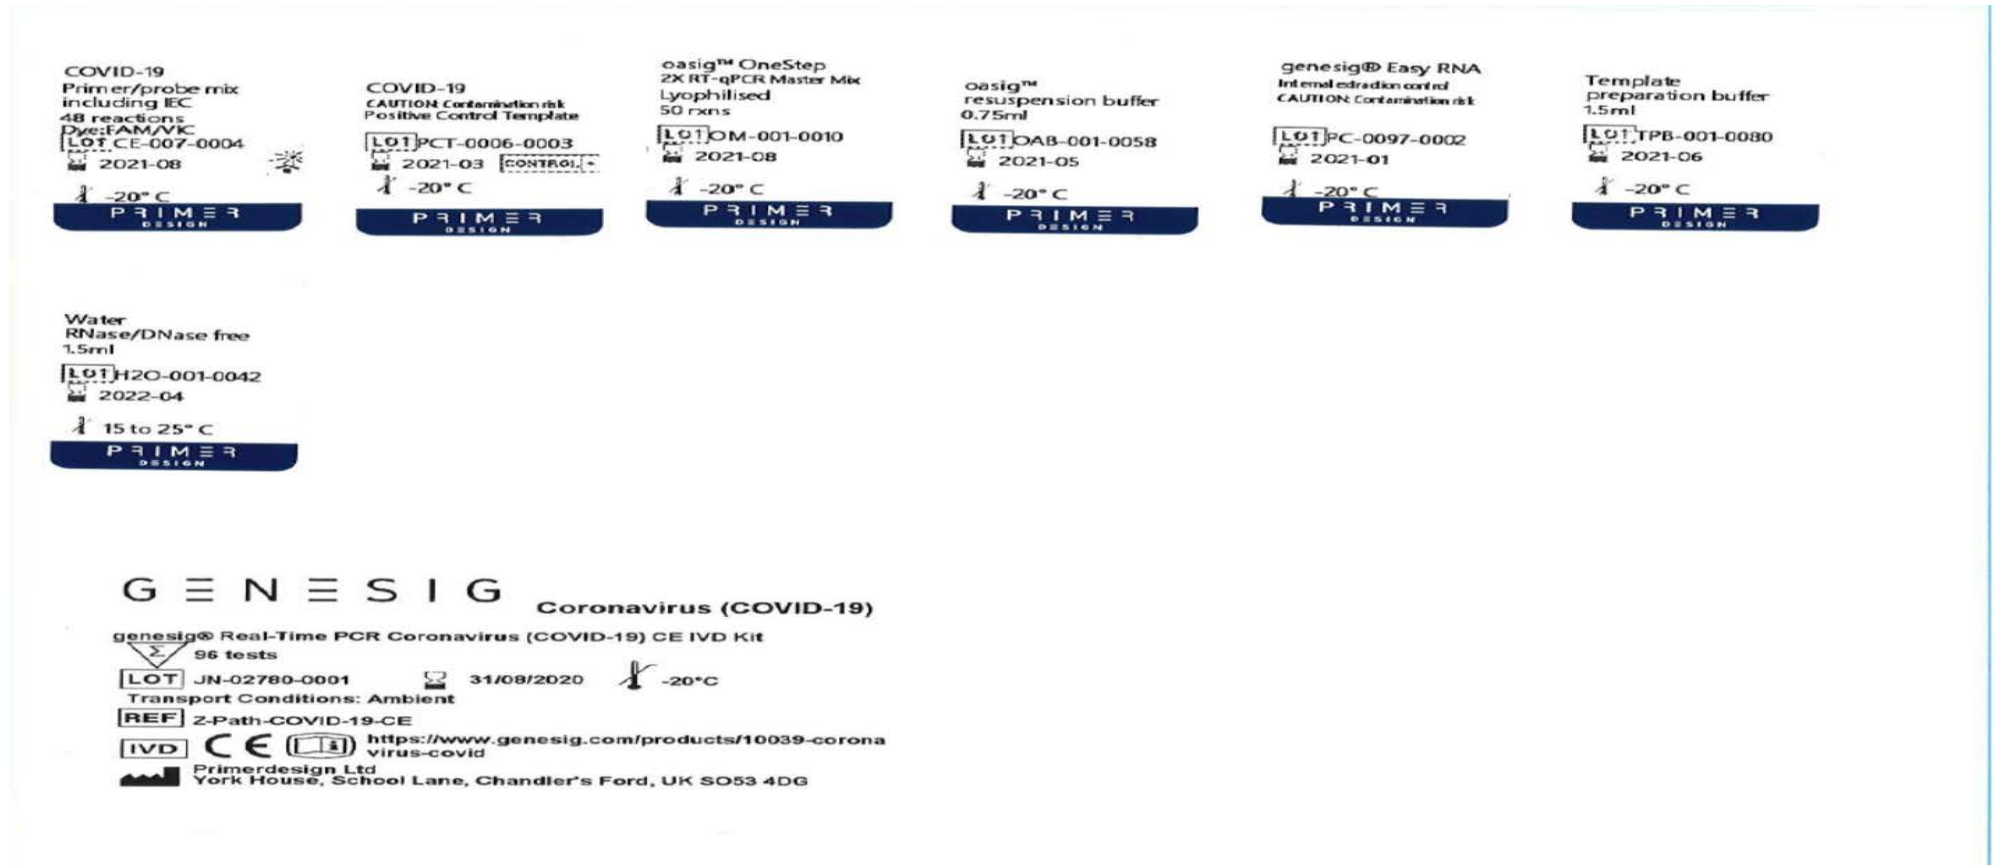 COVID-19
Primer/probe mix
including IEC
48 reactions
Dye:FAM/VIC
LOT CE-007-0004
2021-08
-20° C
PRIMER
DESIGN
COVID-19
CAUTION: Contamination risk
Positive Control Template
LOT PCT-0006-0003
2021-03 CONTROL +
-20° C
PRIMER
DESIGN
oasig™ OneStep
2X RT-qPCR Master Mix
Lyophilised
50 rxns
LOT OM-001-0010
2021-08
-20° C
PRIMER
DESIGN
oasig™
resuspension buffer
0.75ml
LOT OAB-001-0058
2021-05
-20° C
PRIMER
DESIGN
genesig® Easy RNA
Internal extraction control
CAUTION: Contamination risk
LOT PC-0097-0002
2021-01
-20° C
PRIMER
DESIGN
Template
preparation buffer
1.5ml
LOT TPB-001-0080
2021-06
-20° C
PRIMER
DESIGN
Water
RNase/DNase free
1.5ml
LOT H2O-001-0042
2022-04
15 to 25° C
PRIMER
DESIGN
GENESIG Coronavirus (COVID-19)
genesig® Real-Time PCR Coronavirus (COVID-19) CE IVD Kit
Σ 96 tests
LOT JN-02780-0001 31/08/2020 -20°C
Transport Conditions: Ambient
REF Z-Path-COVID-19-CE
IVD CE i https://www.genesig.com/products/10039-corona
virus-covid
Primerdesign Ltd
York House, School Lane, Chandler's Ford, UK SO53 4DG